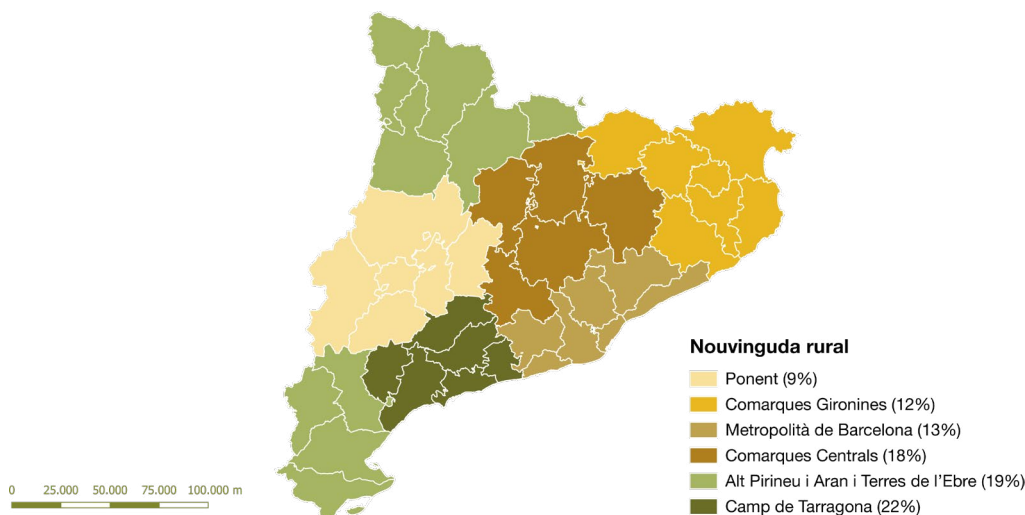 Nouvinguda rural
Ponent (9%)
Comarques Gironines (12%)
Metropolità de Barcelona (13%)
Comarques Centrals (18%)
Alt Pirineu i Aran i Terres de l'Ebre (19%)
Camp de Tarragona (22%)
0 25.000 50.000 75.000 100.000 m